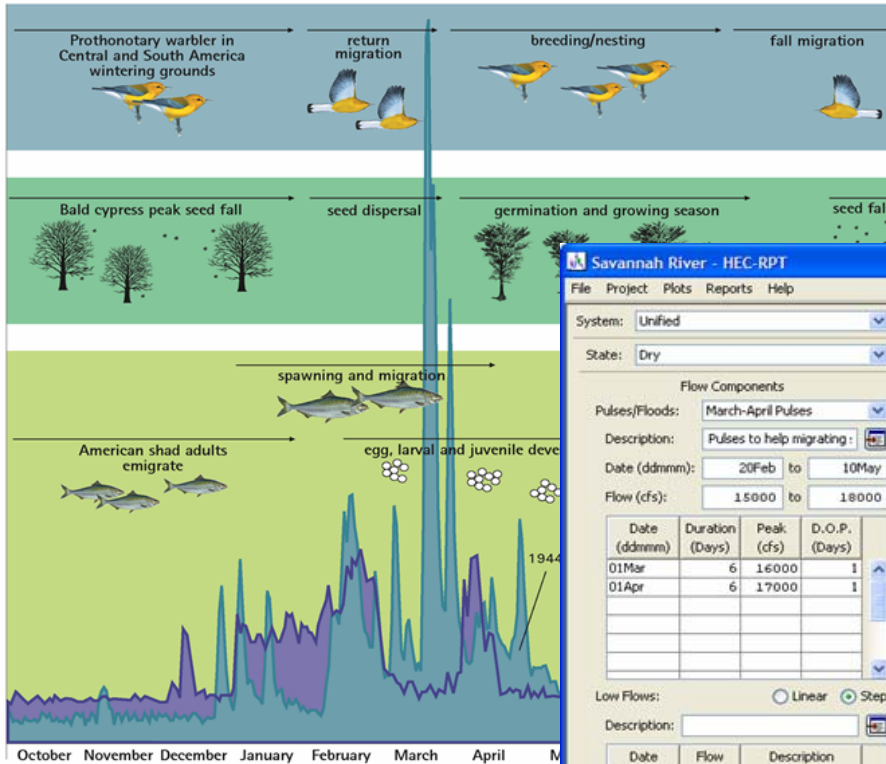 Prothonotary warbler in
Central and South America
wintering grounds
return
migration
breeding/nesting
fall migration
Bald cypress peak seed fall
seed dispersal
germination and growing season
seed fal
spawning and migration
American shad adults
emigrate
egg, larval and juvenile deve
1944
October November December January February March April M
Savannah River - HEC-RPT
File Project Plots Reports Help
System: Unified
State: Dry
Flow Components
Pulses/Floods: March-April Pulses
Description: Pulses to help migrating
Date (ddmmm): 20Feb to 10May
Flow (cfs): 15000 to 18000
Date Duration Peak D.O.P.
(ddmmm) (Days) (cfs) (Days)
01Mar 6 16000 1
01Apr 6 17000 1
Low Flows: Linear Step
Description:
Date Flow Description